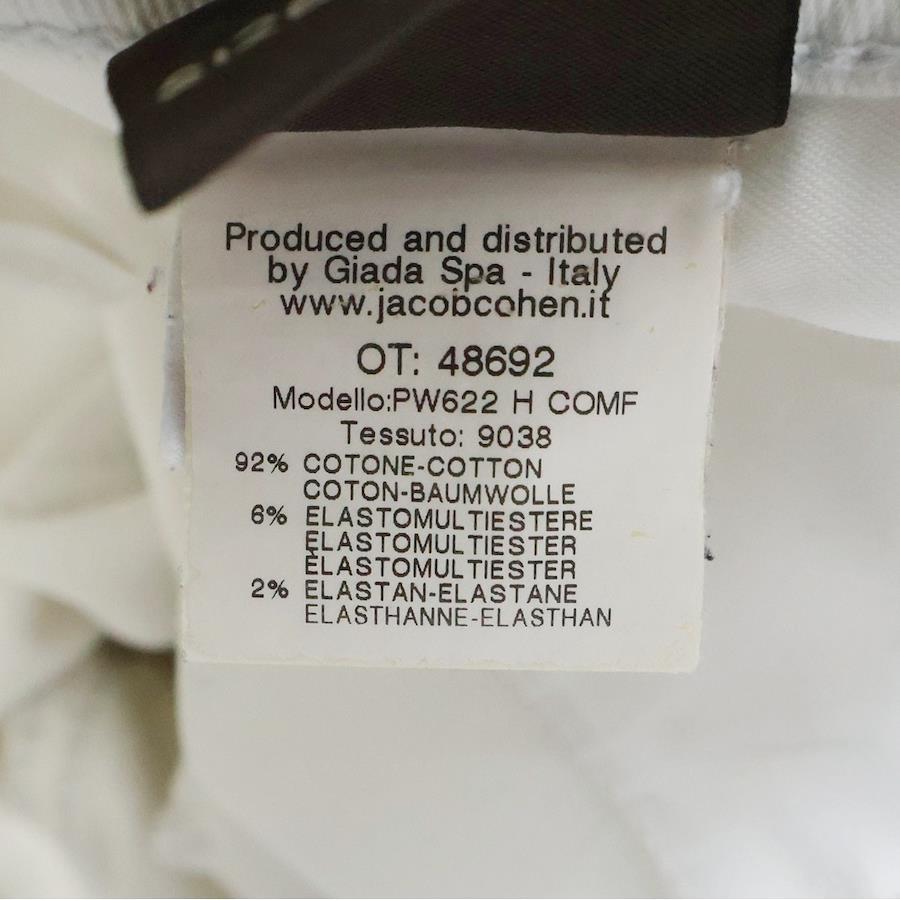 Produced and distributed
by Giada Spa - Italy
www.jacobcohen.it
OT: 48692
Modello:PW622 H COMF
Tessuto: 9038
92% COTONE-COTTON
COTON-BAUMWOLLE
6% ELASTOMULTIESTERE
ELASTOMULTIESTER
ELASTOMULTIESTER
2% ELASTAN-ELASTANE
ELASTHANNE-ELASTHAN